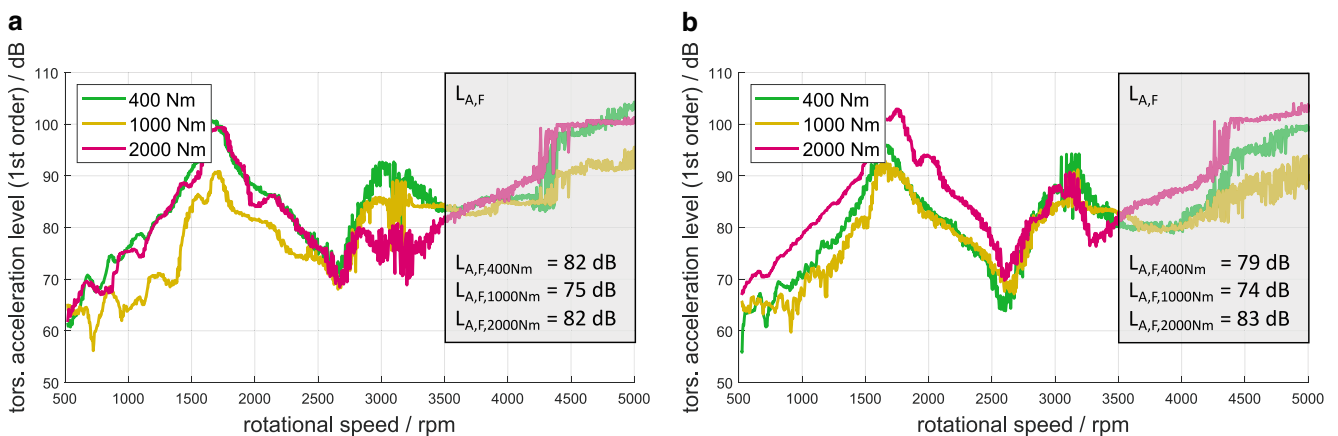 a
tors. acceleration level (1st order) / dB
110
100
90
80
70
60
50
400 Nm
1000 Nm
2000 Nm
L_A,F
L_A,F,400Nm = 82 dB
L_A,F,1000Nm = 75 dB
L_A,F,2000Nm = 82 dB
500 1000 1500 2000 2500 3000 3500 4000 4500 5000
rotational speed / rpm
b
tors. acceleration level (1st order) / dB
110
100
90
80
70
60
50
400 Nm
1000 Nm
2000 Nm
L_A,F
L_A,F,400Nm = 79 dB
L_A,F,1000Nm = 74 dB
L_A,F,2000Nm = 83 dB
500 1000 1500 2000 2500 3000 3500 4000 4500 5000
rotational speed / rpm